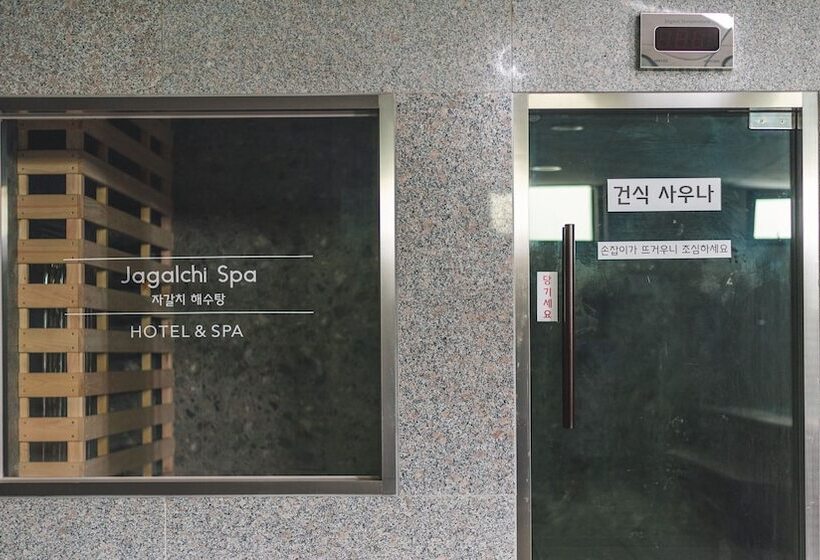 Jagalchi Spa
자갈치 해수탕
HOTEL & SPA
건식 사우나
손잡이가 뜨거우니 조심하세요
당기세요